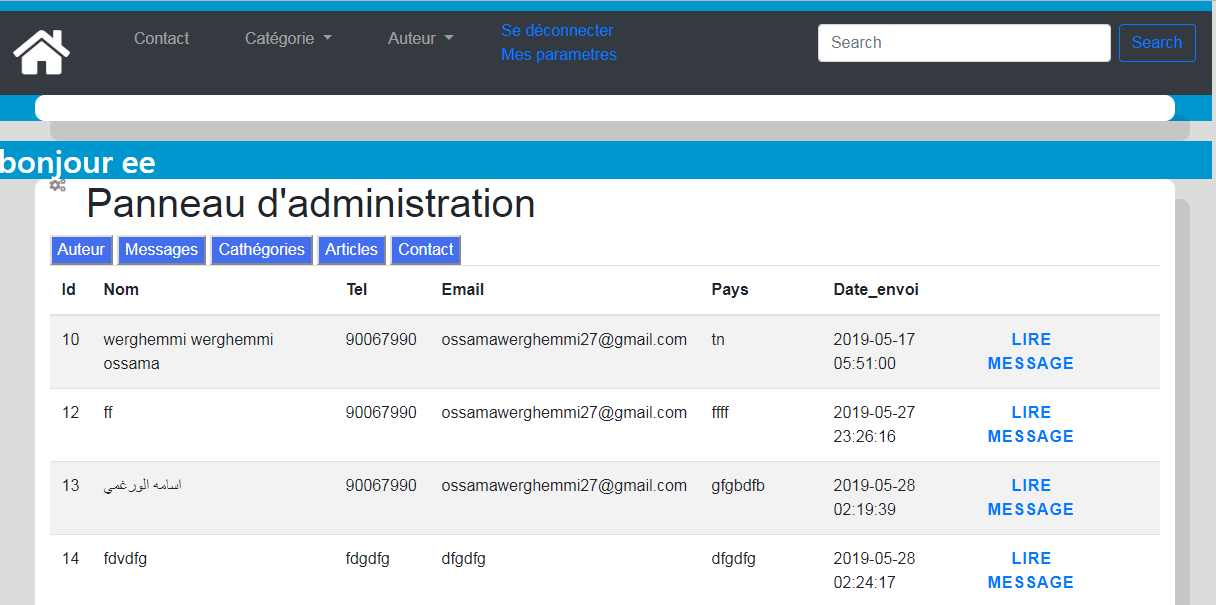 Contact Catégorie Auteur Se déconnecter Search Search
Mes parametres
bonjour ee
Panneau d'administration
Auteur Messages Cathégories Articles Contact
Id Nom Tel Email Pays Date_envoi
10 werghemmi werghemmi 90067990 ossamawerghemmi27@gmail.com tn 2019-05-17 LIRE
ossama 05:51:00 MESSAGE
12 ff 90067990 ossamawerghemmi27@gmail.com ffff 2019-05-27 LIRE
23:26:16 MESSAGE
13 اسامه الورغمي 90067990 ossamawerghemmi27@gmail.com gfgbdfb 2019-05-28 LIRE
02:19:39 MESSAGE
14 fdvdfg fdgdfg dfgdfg dfgdfg 2019-05-28 LIRE
02:24:17 MESSAGE